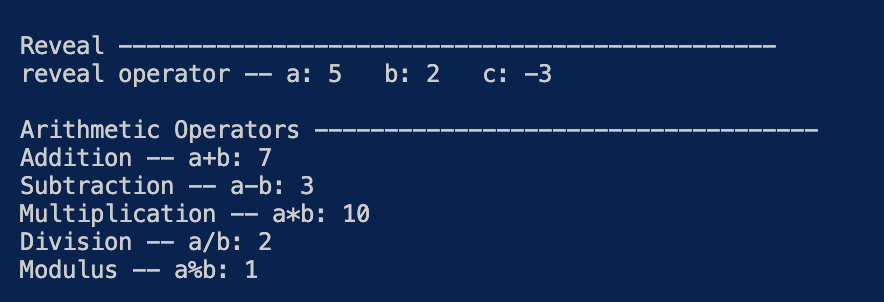 Reveal -----------------------------------------------
reveal operator -- a: 5   b: 2   c: -3
Arithmetic Operators ------------------------------------
Addition -- a+b: 7
Subtraction -- a-b: 3
Multiplication -- a*b: 10
Division -- a/b: 2
Modulus -- a%b: 1